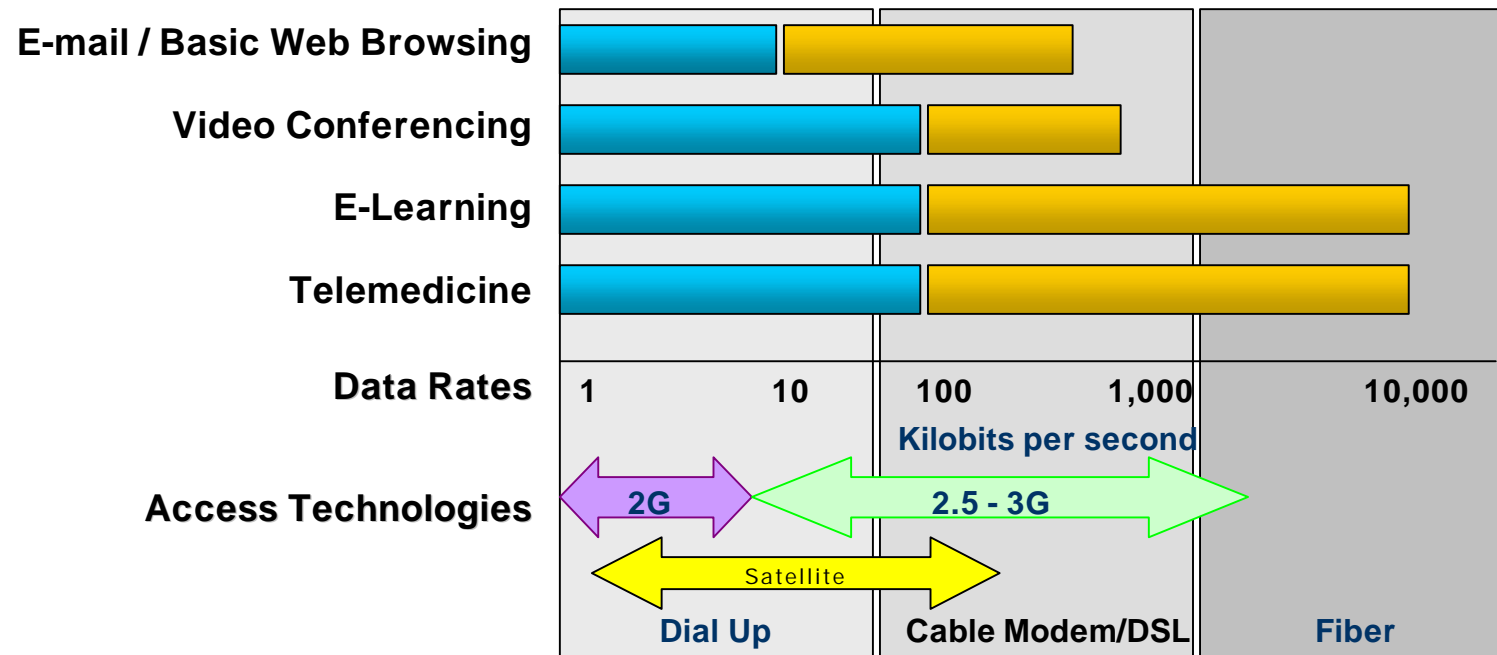 E-mail / Basic Web Browsing
Video Conferencing
E-Learning
Telemedicine
Data Rates 1 10 100 1,000 10,000
Kilobits per second
Access Technologies 2G 2.5 - 3G
Satellite
Dial Up Cable Modem/DSL Fiber